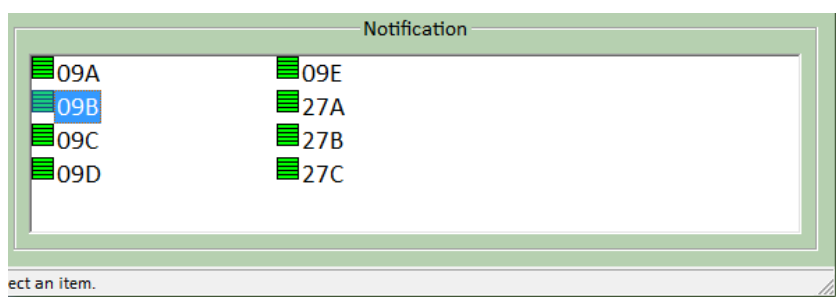 Notification
09A
09B
09C
09D
09E
27A
27B
27C
ect an item.